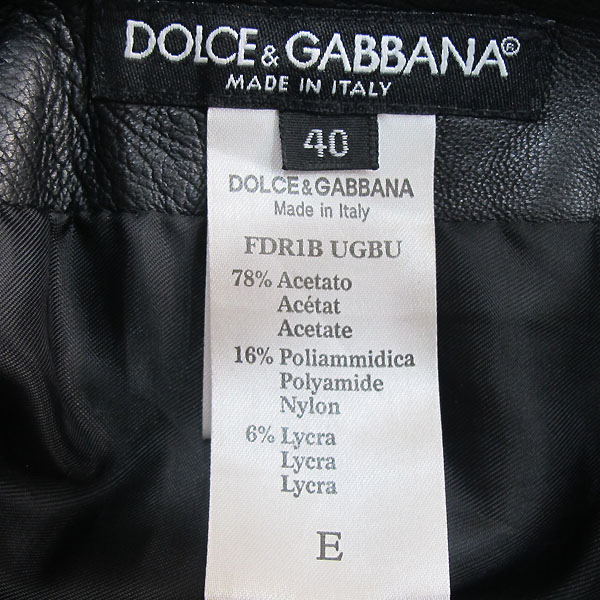 DOLCE&GABBANA®
MADE IN ITALY
40
DOLCE&GABBANA
Made in Italy
FDR1B UGBU
78% Acetato
Acétat
Acetate
16% Poliammidica
Polyamide
Nylon
6% Lycra
Lycra
Lycra
E